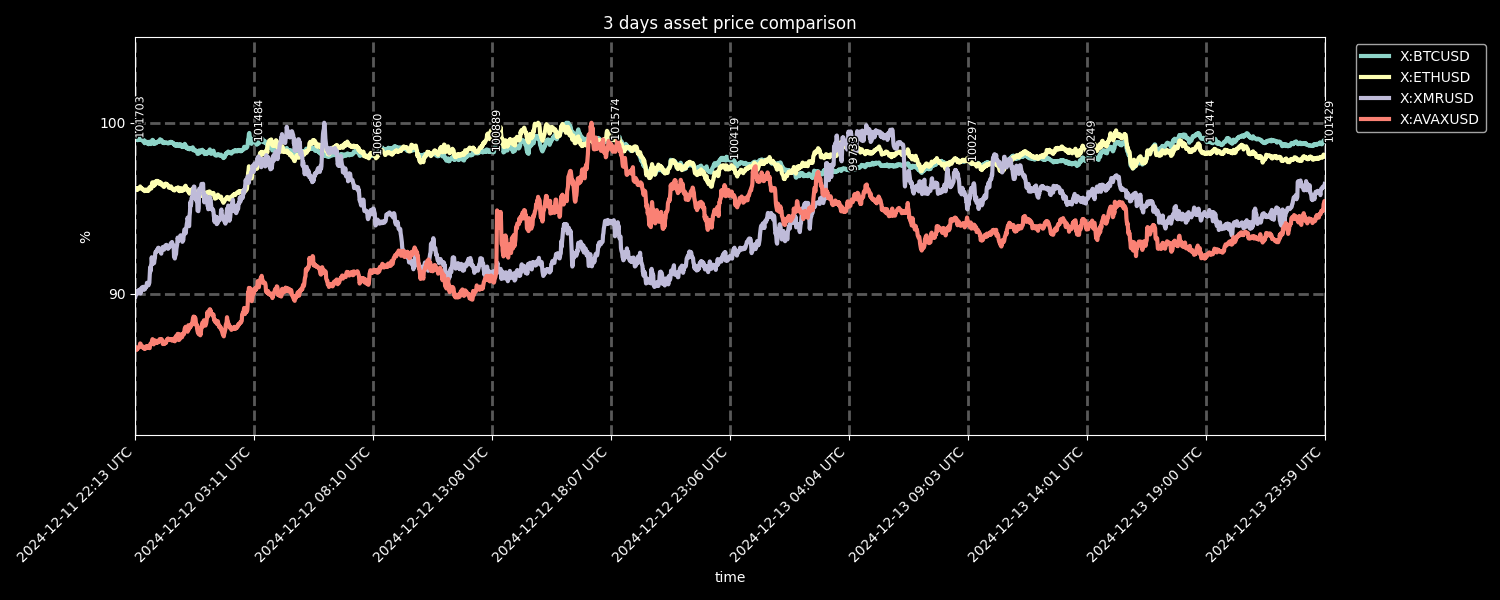 3 days asset price comparison
X:BTCUSD
X:ETHUSD
X:XMRUSD
X:AVAXUSD
100
90
%
101703
101484
100660
100889
101574
100419
99733
100297
100249
101474
101429
2024-12-11 22:13 UTC
2024-12-12 03:11 UTC
2024-12-12 08:10 UTC
2024-12-12 13:08 UTC
2024-12-12 18:07 UTC
2024-12-12 23:06 UTC
2024-12-13 04:04 UTC
2024-12-13 09:03 UTC
2024-12-13 14:01 UTC
2024-12-13 19:00 UTC
2024-12-13 23:59 UTC
time